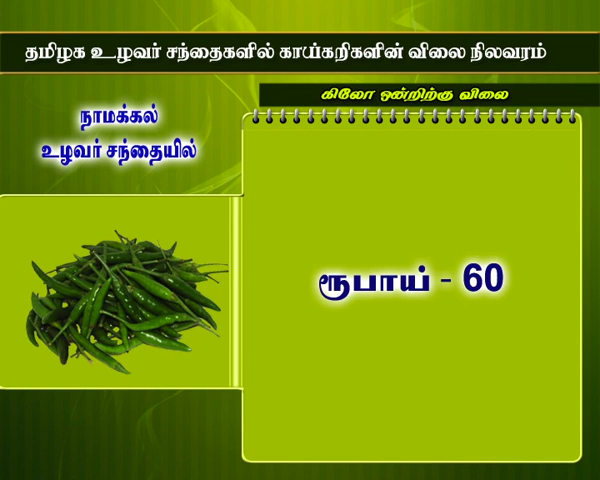 தமிழக உழவர் சந்தைகளில் காய்கறிகளின் விலை நிலவரம்
கிலோ ஒன்றிற்கு விலை
நாமக்கல்
உழவர் சந்தையில்
ரூபாய் - 60